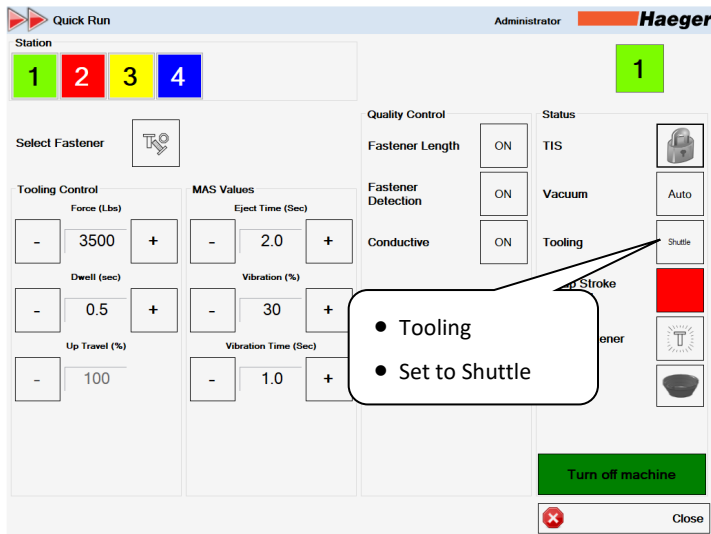 Quick Run
Administrator
Haeger
Station
1 2 3 4
1
Select Fastener
Tooling Control
Force (Lbs)
- 3500 +
Dwell (sec)
- 0.5 +
Up Travel (%)
- 100
MAS Values
Eject Time (Sec)
- 2.0 +
Vibration (%)
- 30 +
Vibration Time (Sec)
- 1.0 +
Quality Control
Fastener Length ON
Fastener
Detection ON
Conductive ON
Status
TIS
Vacuum Auto
Tooling Shuttle
Stroke
T
• Tooling
• Set to Shuttle
Turn off machine
Close